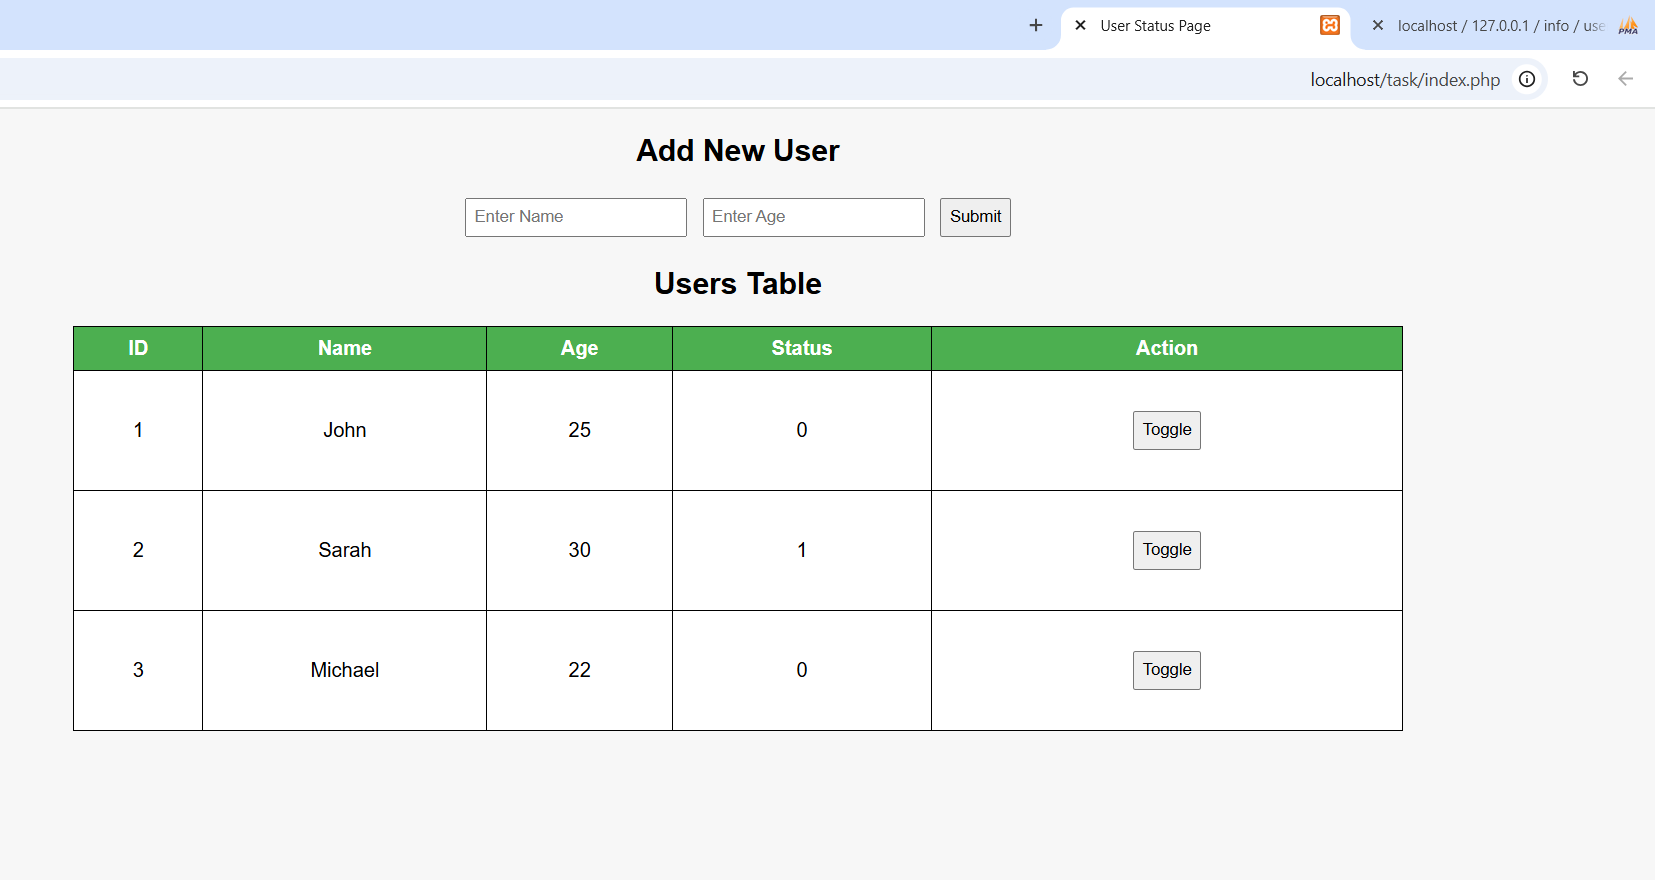 User Status Page
localhost / 127.0.0.1 / info / use
PMA
localhost/task/index.php
Add New User
Enter Name Enter Age Submit
Users Table
ID Name Age Status Action
1 John 25 0 Toggle
2 Sarah 30 1 Toggle
3 Michael 22 0 Toggle